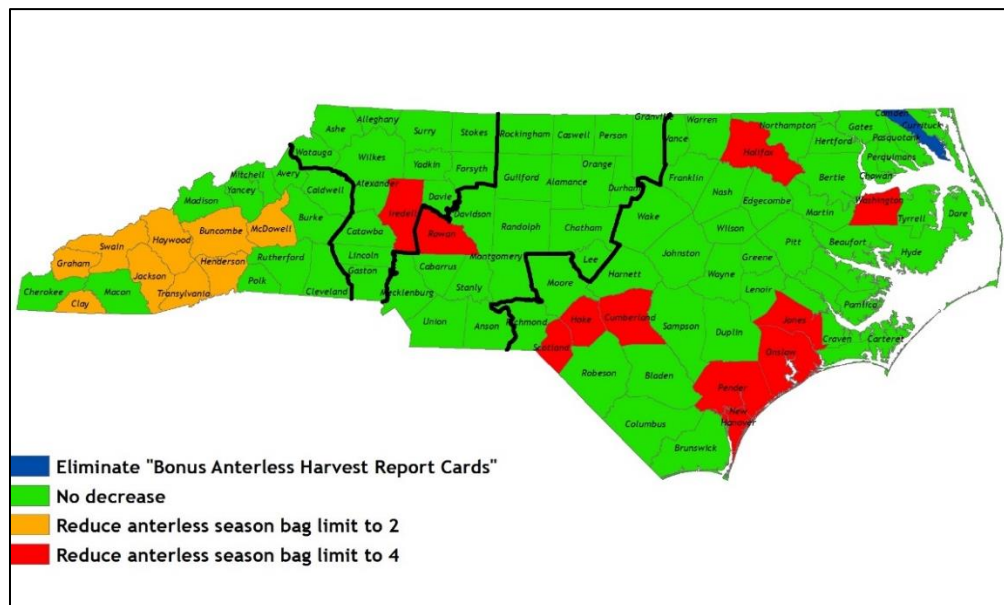 Alleghany
Ashe
Surry
Stokes
Rockingham
Caswell
Person
Granville
Vance
Warren
Northampton
Halifax
Hertford
Gates
Camden
Currituck
Pasquotank
Perquimans
Chowan
Watauga
Wilkes
Yadkin
Forsyth
Guilford
Alamance
Orange
Durham
Franklin
Nash
Edgecombe
Bertie
Martin
Washington
Tyrrell
Dare
Mitchell
Avery
Yancey
Madison
Caldwell
Alexander
Iredell
Davie
Davidson
Randolph
Chatham
Wake
Wilson
Pitt
Beaufort
Hyde
Swain
Haywood
Buncombe
McDowell
Burke
Catawba
Rowan
Graham
Jackson
Henderson
Rutherford
Lincoln
Cabarrus
Montgomery
Lee
Harnett
Johnston
Greene
Wayne
Lenoir
Pamlico
Cherokee
Clay
Macon
Transylvania
Polk
Cleveland
Gaston
Mecklenburg
Stanly
Moore
Union
Anson
Richmond
Hoke
Cumberland
Sampson
Duplin
Jones
Craven
Carteret
Scotland
Robeson
Bladen
Onslow
Pender
New
Hanover
Columbus
Brunswick
Eliminate "Bonus Anterless Harvest Report Cards"
No decrease
Reduce anterless season bag limit to 2
Reduce anterless season bag limit to 4